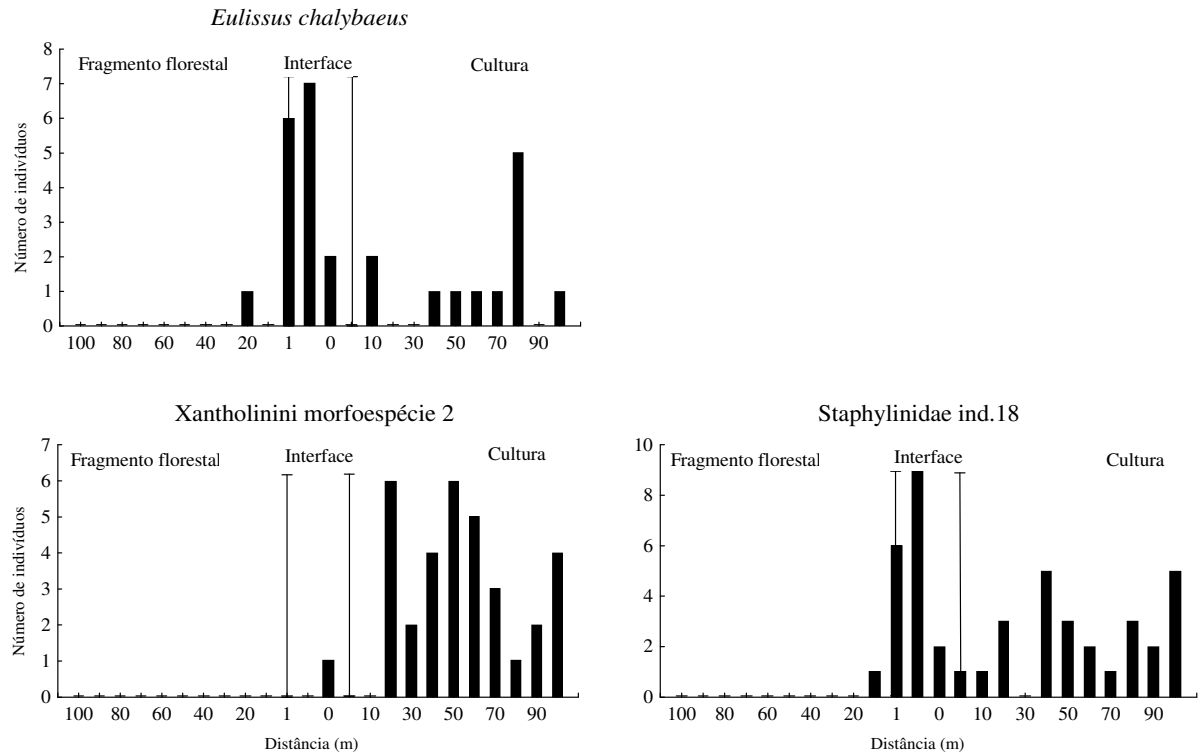 Eulissus chalybaeus
Fragmento florestal Interface Cultura
Número de indivíduos
8
7
6
5
4
3
2
1
0
100 80 60 40 20 1 0 10 30 50 70 90
Xantholinini morfoespécie 2
Fragmento florestal Interface Cultura
Número de indivíduos
7
6
5
4
3
2
1
0
100 80 60 40 20 1 0 10 30 50 70 90
Distância (m)
Staphylinidae ind.18
Fragmento florestal Interface Cultura
10
8
6
4
2
0
100 80 60 40 20 1 0 10 30 50 70 90
Distância (m)